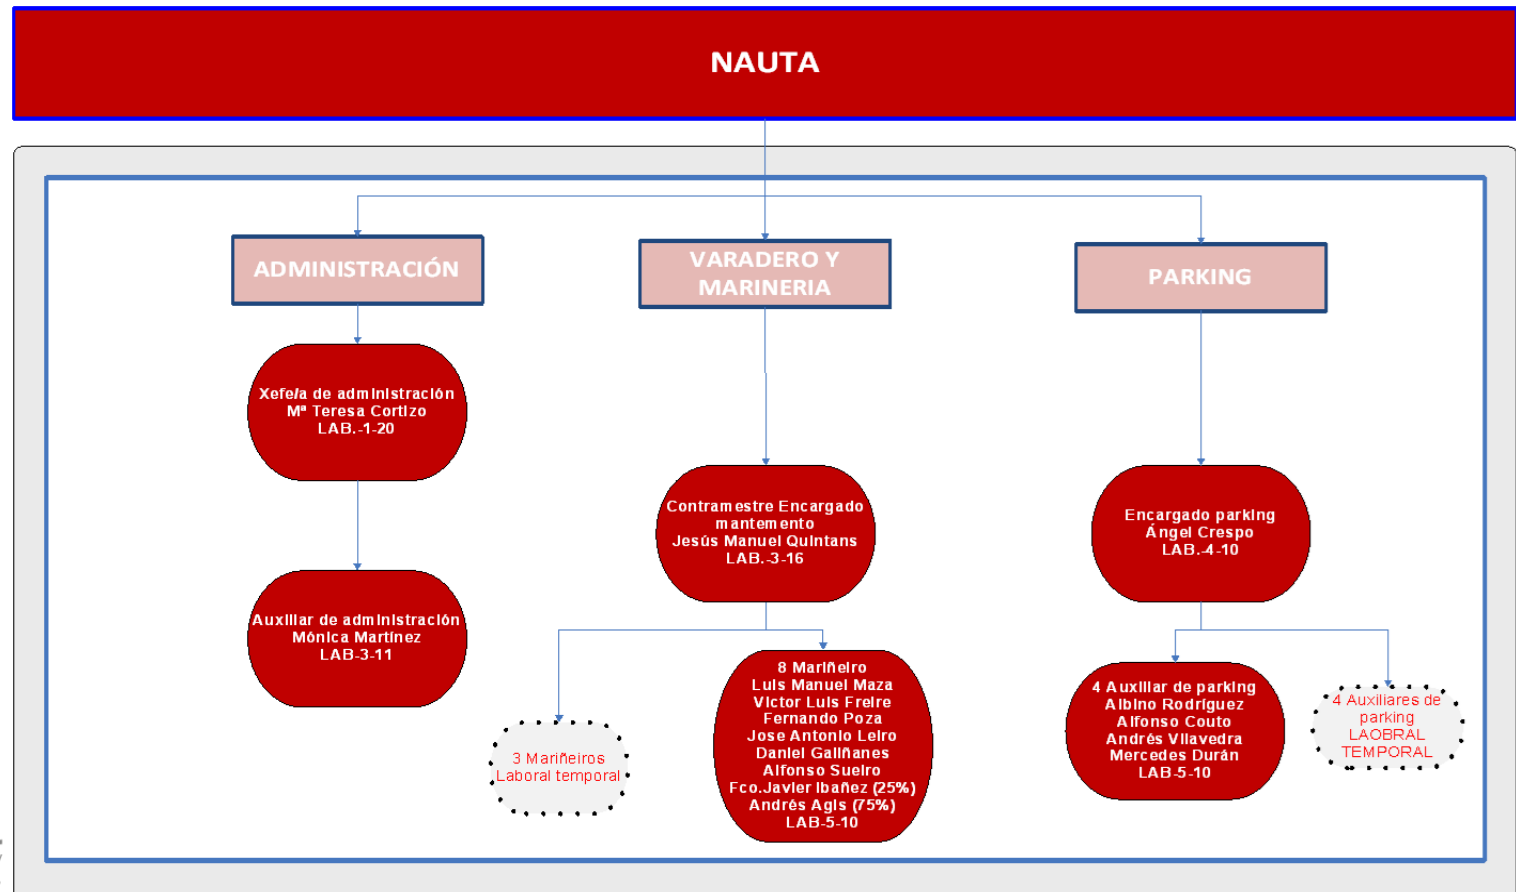 NAUTA
ADMINISTRACIÓN
VARADERO Y
MARINERIA
PARKING
Xefe/a de administración
Mª Teresa Cortizo
LAB.-1-20
Contramestre Encargado
mantemento
Jesús Manuel Quintans
LAB.-3-16
Encargado parking
Ángel Crespo
LAB.-4-10
Auxiliar de administración
Mónica Martínez
LAB-3-11
3 Mariñeiros
Laboral temporal
8 Mariñeiro
Luis Manuel Maza
Victor Luis Freire
Fernando Poza
Jose Antonio Leiro
Daniel Galiñanes
Alfonso Sueiro
Fco.Javier Ibañez (25%)
Andrés Agis (75%)
LAB-5-10
4 Auxiliar de parking
Albino Rodríguez
Alfonso Couto
Andrés Vilavedra
Mercedes Durán
LAB-5-10
4 Auxiliares de
parking
LAOBRAL
TEMPORAL